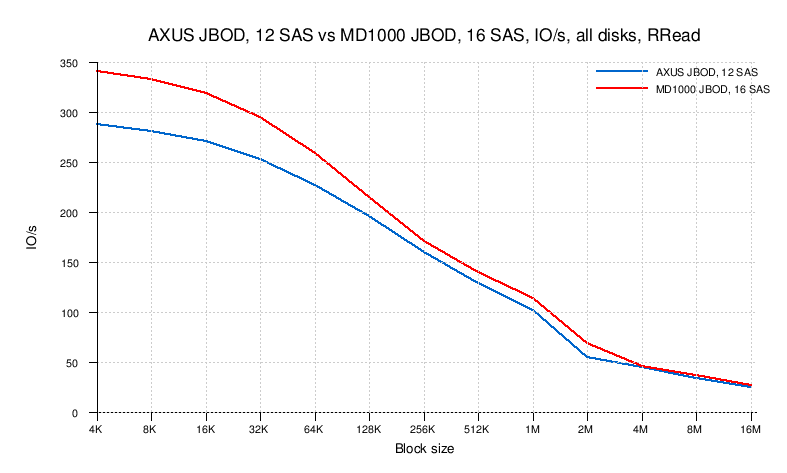 AXUS JBOD, 12 SAS vs MD1000 JBOD, 16 SAS, IO/s, all disks, RRead
AXUS JBOD, 12 SAS
MD1000 JBOD, 16 SAS
IO/s
350
300
250
200
150
100
50
0
4K 8K 16K 32K 64K 128K 256K 512K 1M 2M 4M 8M 16M
Block size